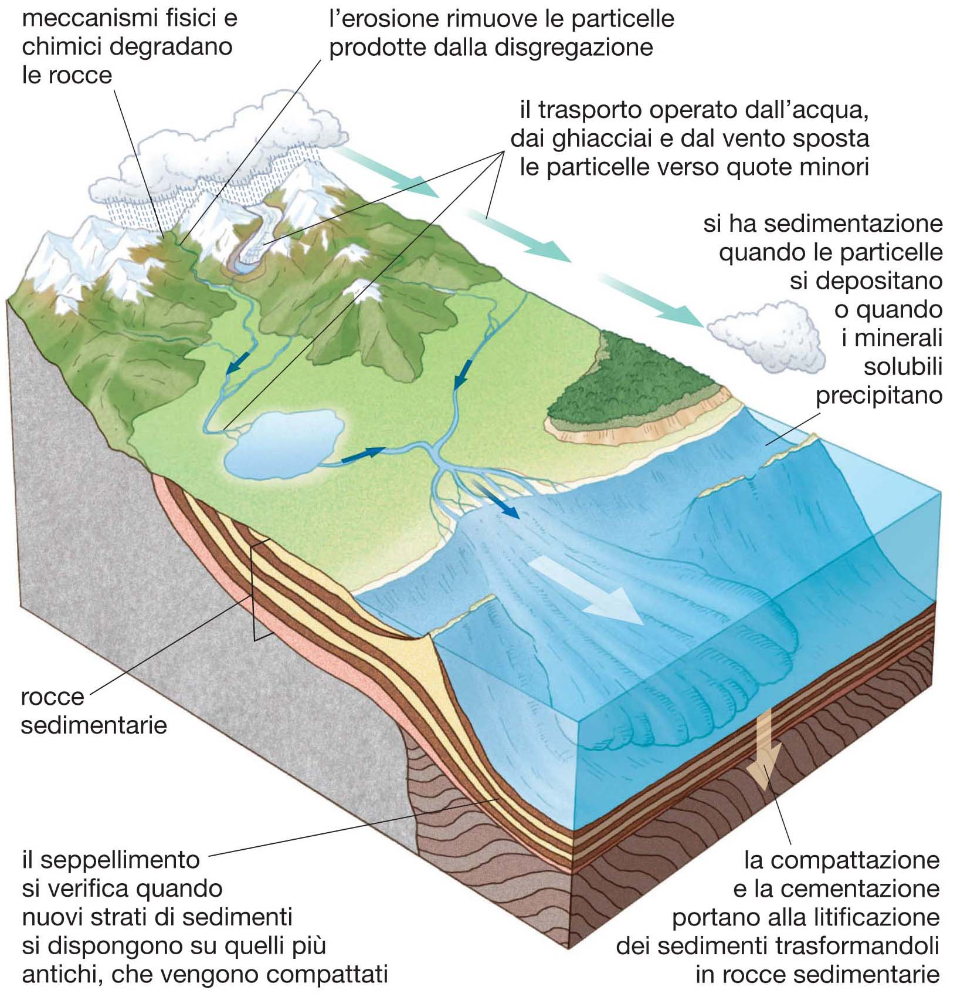 meccanismi fisici e
chimici degradano
le rocce
l'erosione rimuove le particelle
prodotte dalla disgregazione
il trasporto operato dall'acqua,
dai ghiacciai e dal vento sposta
le particelle verso quote minori
si ha sedimentazione
quando le particelle
si depositano
o quando
i minerali
solubili
precipitano
rocce
sedimentarie
il seppellimento
si verifica quando
nuovi strati di sedimenti
si dispongono su quelli più
antichi, che vengono compattati
la compattazione
e la cementazione
portano alla litificazione
dei sedimenti trasformandoli
in rocce sedimentarie